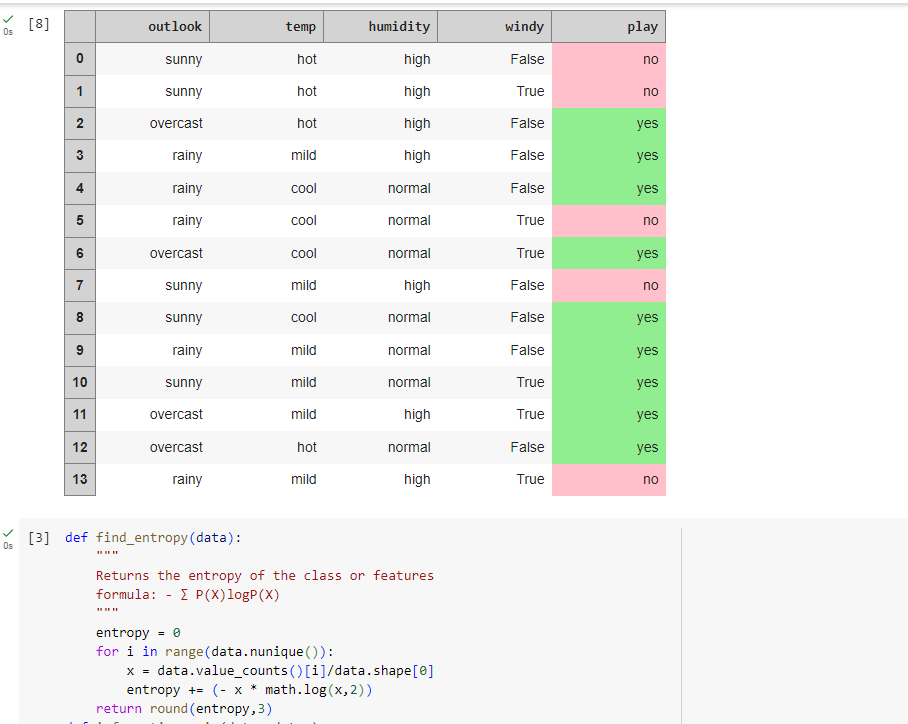 [8] outlook temp humidity windy play
0 sunny hot high False no
1 sunny hot high True no
2 overcast hot high False yes
3 rainy mild high False yes
4 rainy cool normal False yes
5 rainy cool normal True no
6 overcast cool normal True yes
7 sunny mild high False no
8 sunny cool normal False yes
9 rainy mild normal False yes
10 sunny mild normal True yes
11 overcast mild high True yes
12 overcast hot normal False yes
13 rainy mild high True no
0s
[3] def find_entropy(data):
0s
"""
Returns the entropy of the class or features
formula: - ∑ P(X)logP(X)
"""
entropy = 0
for i in range(data.nunique()):
x = data.value_counts()[i]/data.shape[0]
entropy += (- x * math.log(x,2))
return round(entropy,3)